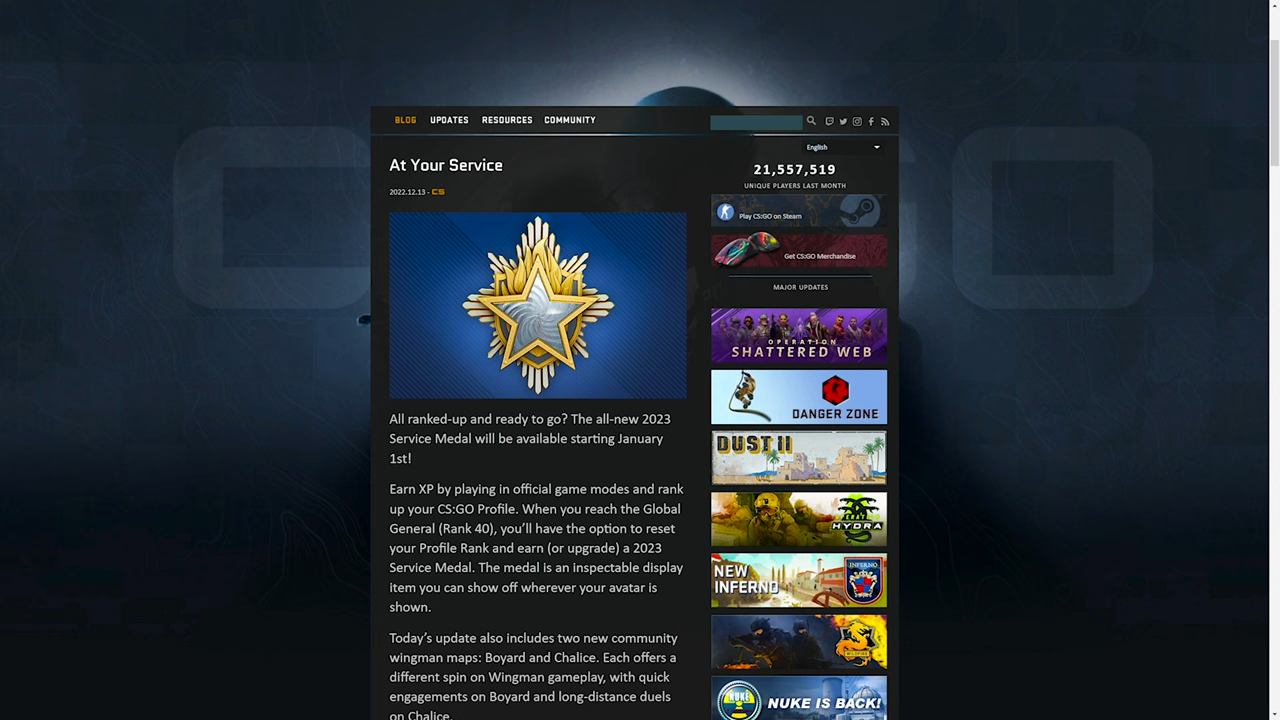 BLOG UPDATES RESOURCES COMMUNITY
English
At Your Service
2022.12.13 - CS
All ranked-up and ready to go? The all-new 2023
Service Medal will be available starting January
1st!
Earn XP by playing in official game modes and rank
up your CS:GO Profile. When you reach the Global
General (Rank 40), you’ll have the option to reset
your Profile Rank and earn (or upgrade) a 2023
Service Medal. The medal is an inspectable display
item you can show off wherever your avatar is
shown.
Today’s update also includes two new community
wingman maps: Boyard and Chalice. Each offers a
different spin on Wingman gameplay, with quick
engagements on Boyard and long-distance duels
on Chalice.
21,557,519
UNIQUE PLAYERS LAST MONTH
Play CS:GO on Steam
Get CS:GO Merchandise
MAJOR UPDATES
OPERATION
SHATTERED WEB
DANGER ZONE
DUST II
HYDRA
NEW
INFERNO
INFERNO
WILDFIRE
NUKE
NUKE IS BACK!
CS GO